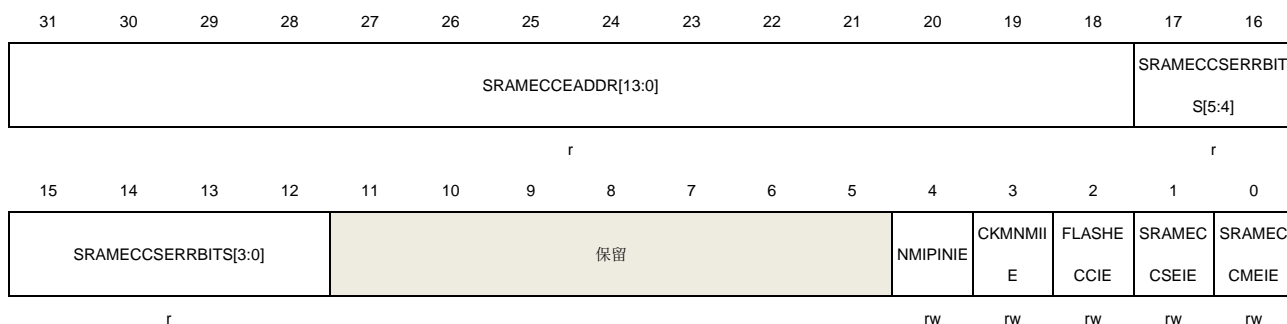 31 30 29 28 27 26 25 24 23 22 21 20 19 18 17 16
SRAMECCEADDR[13:0]
SRAMECCSERRBIT
S[5:4]
r r
15 14 13 12 11 10 9 8 7 6 5 4 3 2 1 0
SRAMECCSERRBITS[3:0] 保留 NMIPINIE
CKMNMII
E
FLASHE
CCIE
SRAMEC
CSEIE
SRAMEC
CMEIE
r rw rw rw rw rw